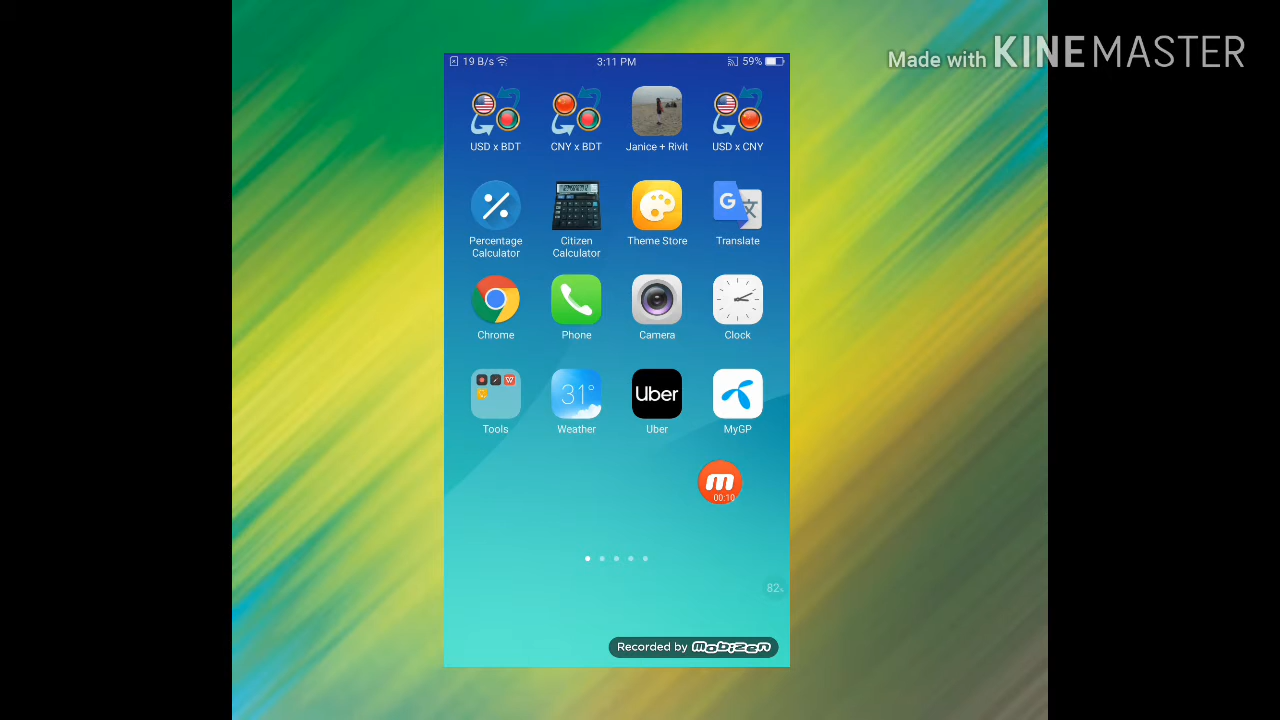 Made with KINEMASTER
19 B/s 3:11 PM 59%
USD x BDT CNY x BDT Janice + Rivit USD x CNY
Percentage Calculator Citizen Calculator Theme Store G Translate
Chrome Phone Camera Clock
31° Uber
Tools Weather Uber MyGP
m
00:10
82%
Recorded by mobizen